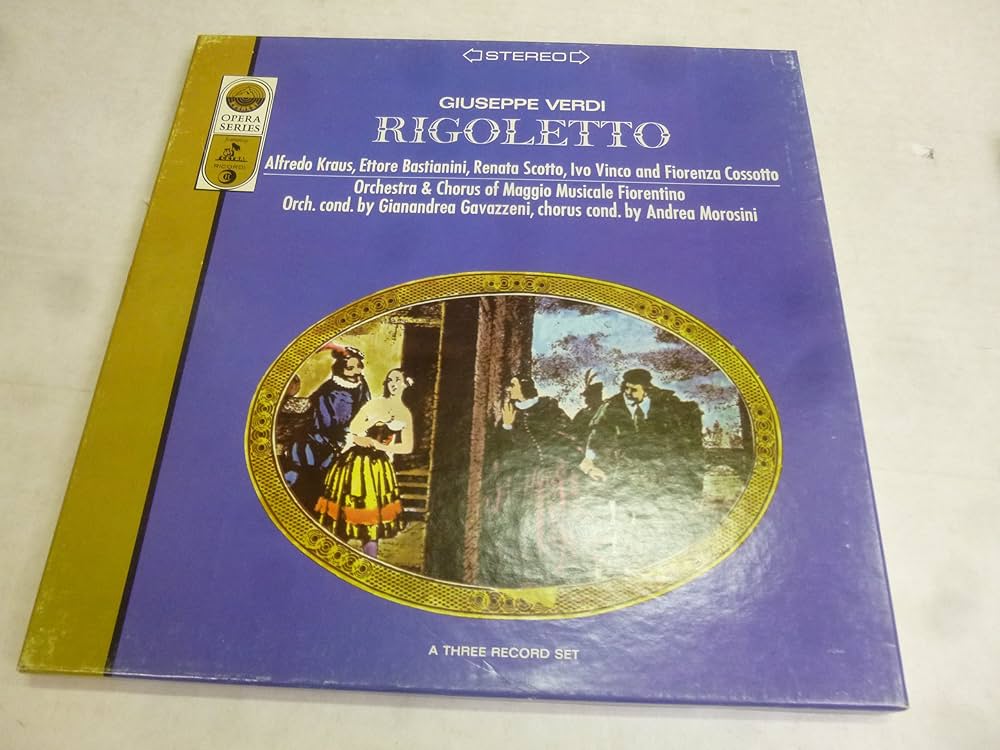 STEREO
GIUSEPPE VERDI
RIGOLETTO
Alfredo Kraus, Ettore Bastianini, Renata Scotto, Ivo Vinco and Fiorenza Cossotto
Orchestra & Chorus of Maggio Musicale Fiorentino
Orch. cond. by Gianandrea Gavazzeni, chorus cond. by Andrea Morosini
OPERA
SERIES
RICORDI
A THREE RECORD SET